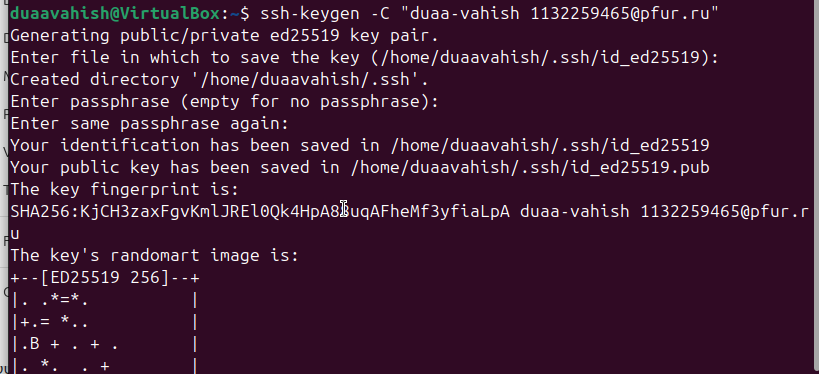 duaavahish@VirtualBox:~$ ssh-keygen -C "duaa-vahish 1132259465@pfur.ru"
Generating public/private ed25519 key pair.
Enter file in which to save the key (/home/duaavahish/.ssh/id_ed25519):
Created directory '/home/duaavahish/.ssh'.
Enter passphrase (empty for no passphrase):
Enter same passphrase again:
Your identification has been saved in /home/duaavahish/.ssh/id_ed25519
Your public key has been saved in /home/duaavahish/.ssh/id_ed25519.pub
The key fingerprint is:
duaa-vahish 1132259465@pfur.r
u
The key's randomart image is:
+--[ED25519 256]--+
|. .*=*.          |
|+.= *..          |
|.B + . + .       |
|. *.  . +        |